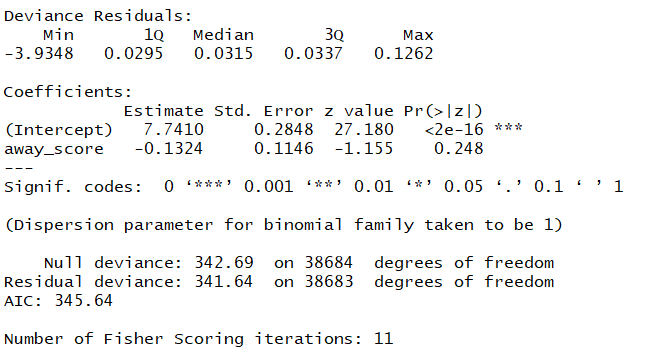 Deviance Residuals:
    Min       1Q   Median       3Q      Max
-3.9348   0.0295   0.0315   0.0337   0.1262
Coefficients:
            Estimate Std. Error z value Pr(>|z|)
(Intercept)   7.7410     0.2848  27.180   <2e-16 ***
away_score   -0.1324     0.1146  -1.155    0.248
---
Signif. codes:  0 ‘***’ 0.001 ‘**’ 0.01 ‘*’ 0.05 ‘.’ 0.1 ‘ ’ 1
(Dispersion parameter for binomial family taken to be 1)
    Null deviance: 342.69  on 38684  degrees of freedom
Residual deviance: 341.64  on 38683  degrees of freedom
AIC: 345.64
Number of Fisher Scoring iterations: 11